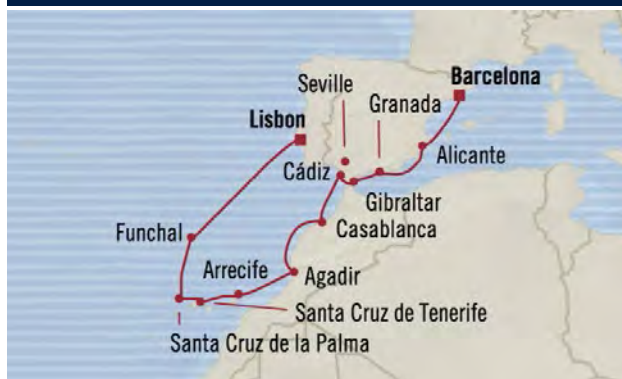 Barcelona
Seville
Granada
Lisbon
Alicante
Cádiz
Gibraltar
Casablanca
Funchal
Arrecife
Agadir
Santa Cruz de Tenerife
Santa Cruz de la Palma